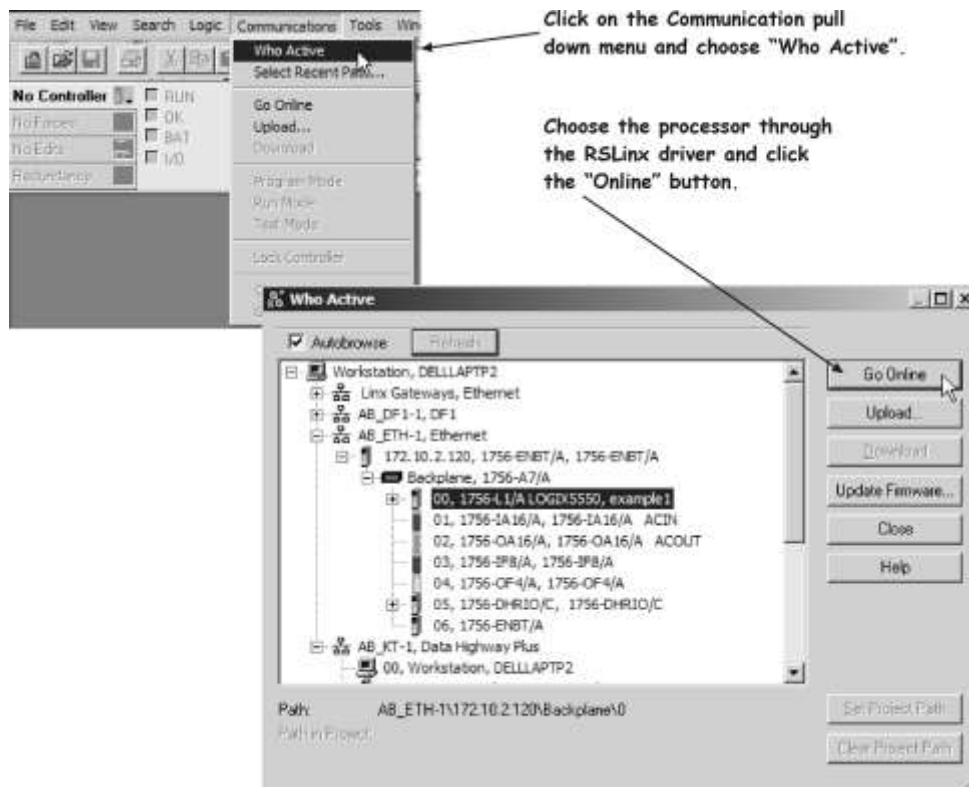 File Edit View Search Logic Communications Tools Win
Click on the Communication pull
down menu and choose “Who Active”.
Who Active
Select Recent Path...
No Controller
RUN
No Forces
OK
No Edits
BAT
Redundancy
I/O
Go Online
Upload...
Download
Program Mode
Run Mode
Test Mode
Lock Controller
Choose the processor through
the RSLinx driver and click
the “Online” button.
Who Active
Autobrowse
Refresh
Workstation, DELLLAPTP2
Linx Gateways, Ethernet
AB_DF1-1, DF1
AB_ETH-1, Ethernet
172.10.2.120, 1756-ENBT/A, 1756-ENBT/A
Backplane, 1756-A7/A
00, 1756-L1/A LOGIX5550, example1
01, 1756-IA16/A, 1756-IA16/A ACIN
02, 1756-OA16/A, 1756-OA16/A ACOUT
03, 1756-IF8/A, 1756-IF8/A
04, 1756-OF4/A, 1756-OF4/A
05, 1756-DHRIO/C, 1756-DHRIO/C
06, 1756-ENBT/A
AB_KT-1, Data Highway Plus
00, Workstation, DELLLAPTP2
Go Online
Upload...
Download
Update Firmware...
Close
Help
Path: AB_ETH-1\172.10.2.120\Backplane\0
Path in Project:
Set Project Path
Clear Project Path